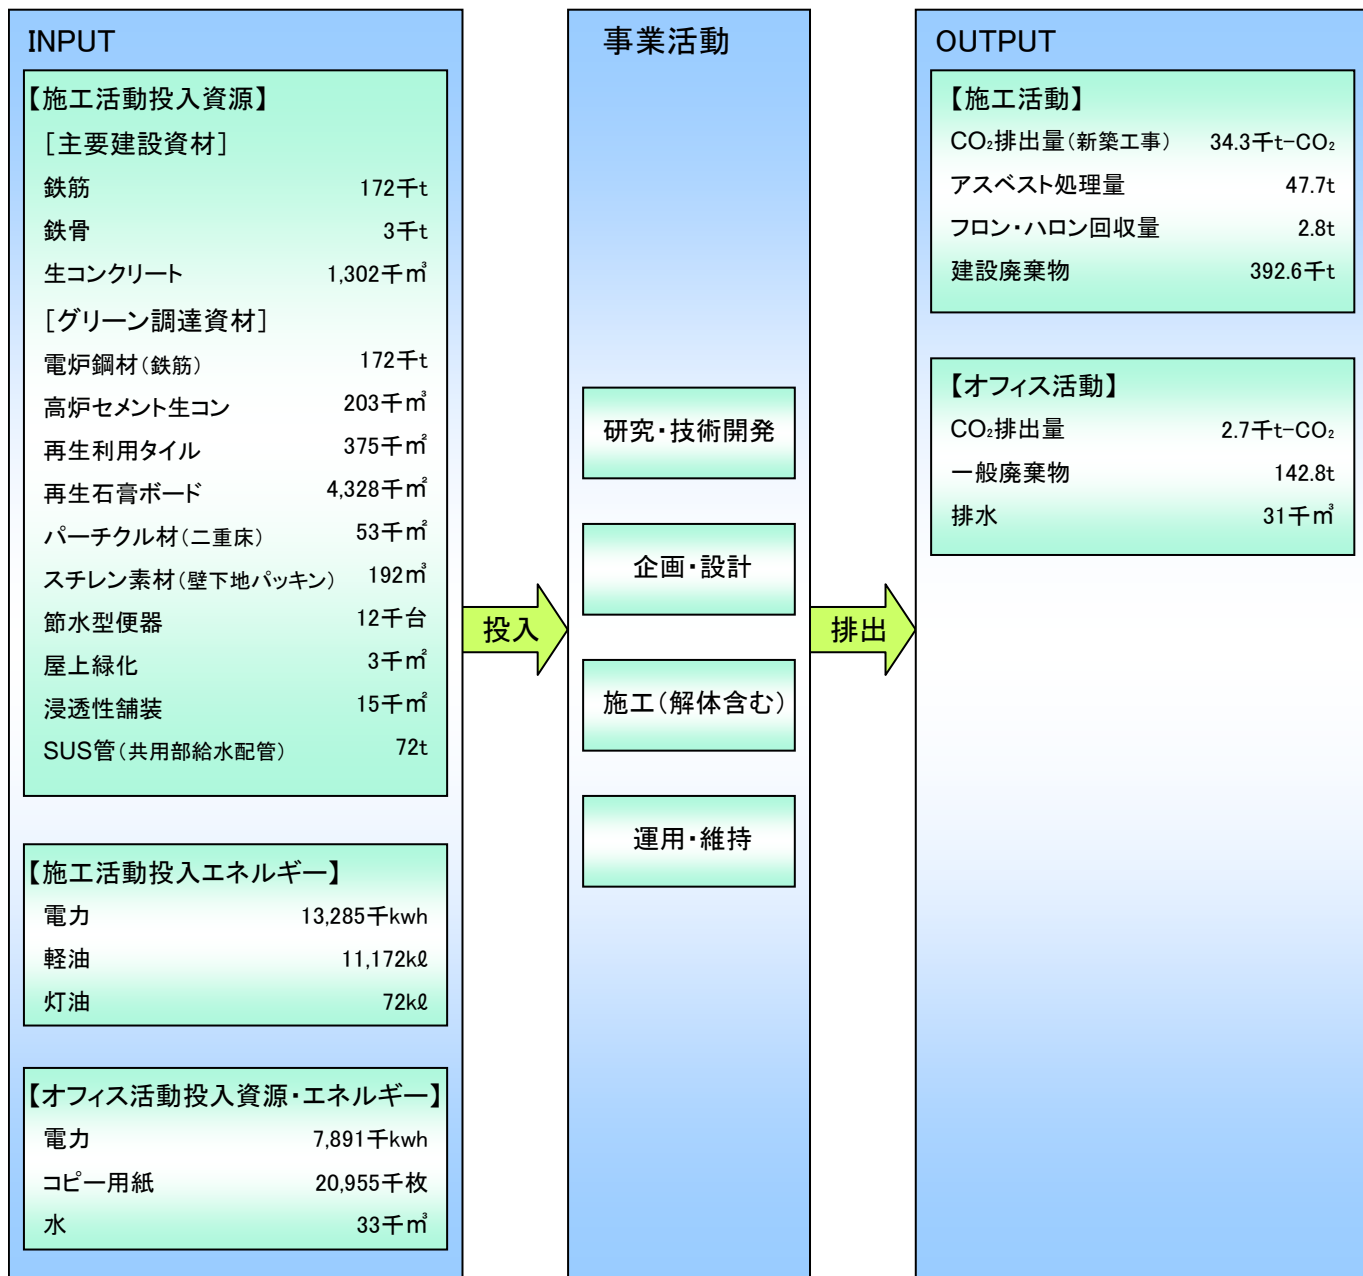 INPUT
【施工活動投入資源】
［主要建設資材］
鉄筋 172千t
鉄骨 3千t
生コンクリート 1,302千㎥
［グリーン調達資材］
電炉鋼材（鉄筋） 172千t
高炉セメント生コン 203千㎥
再生利用タイル 375千㎡
再生石膏ボード 4,328千㎡
パーチクル材（二重床） 53千㎡
スチレン素材（壁下地パッキン） 192㎥
節水型便器 12千台
屋上緑化 3千㎡
浸透性舗装 15千㎡
SUS管（共用部給水配管） 72t
【施工活動投入エネルギー】
電力 13,285千kwh
軽油 11,172kℓ
灯油 72kℓ
【オフィス活動投入資源・エネルギー】
電力 7,891千kwh
コピー用紙 20,955千枚
水 33千㎥
投入
事業活動
研究・技術開発
企画・設計
施工（解体含む）
運用・維持
排出
OUTPUT
【施工活動】
CO₂排出量（新築工事） 34.3千t-CO₂
アスベスト処理量 47.7t
フロン・ハロン回収量 2.8t
建設廃棄物 392.6千t
【オフィス活動】
CO₂排出量 2.7千t-CO₂
一般廃棄物 142.8t
排水 31千㎥